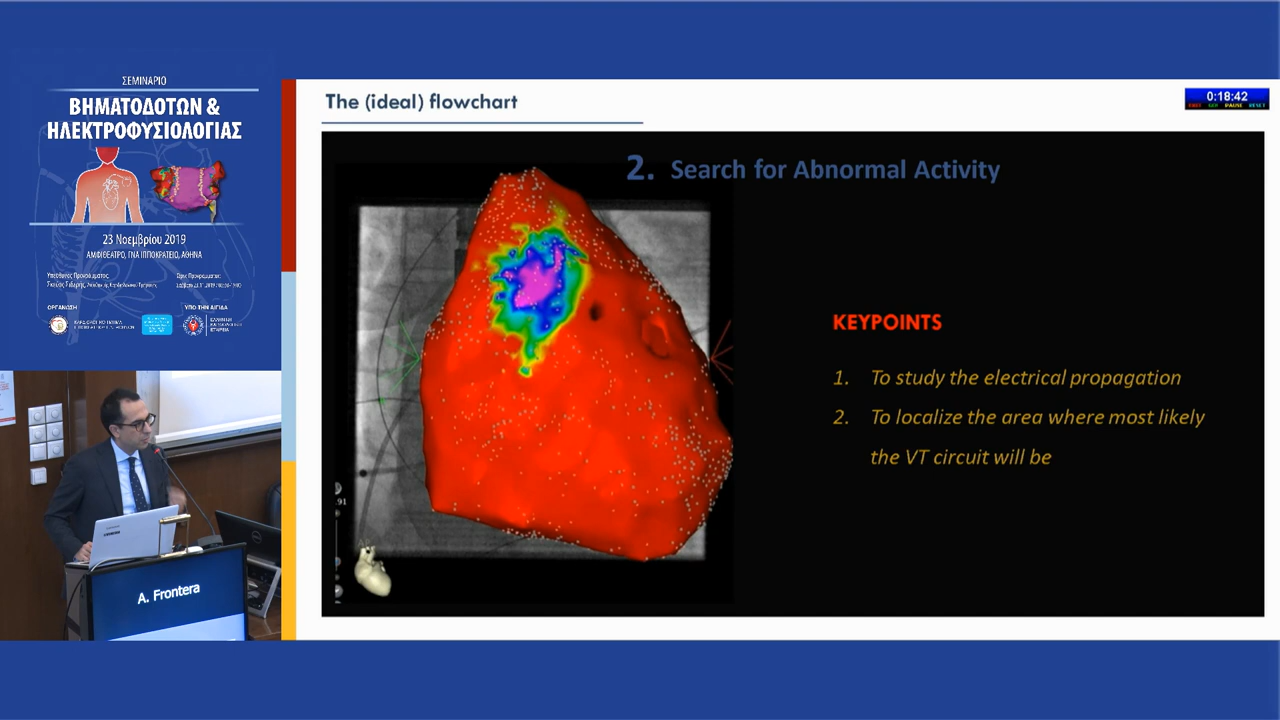 ΣΕΜΙΝΑΡΙΟ
ΒΗΜΑΤΟΔΟΤΩΝ &
ΗΛΕΚΤΡΟΦΥΣΙΟΛΟΓΙΑΣ
23 Νοεμβρίου 2019
ΑΜΦΙΘΕΑΤΡΟ, ΓΝΑ ΙΠΠΟΚΡΑΤΕΙΟ, ΑΘΗΝΑ
ΟΡΓΑΝΩΣΗ
ΥΠΟ ΤΗΝ ΑΙΓΙΔΑ
A. Frontera
The (ideal) flowchart
0:18:42
PAUSE
2. Search for Abnormal Activity
KEYPOINTS
1. To study the electrical propagation
2. To localize the area where most likely
the VT circuit will be